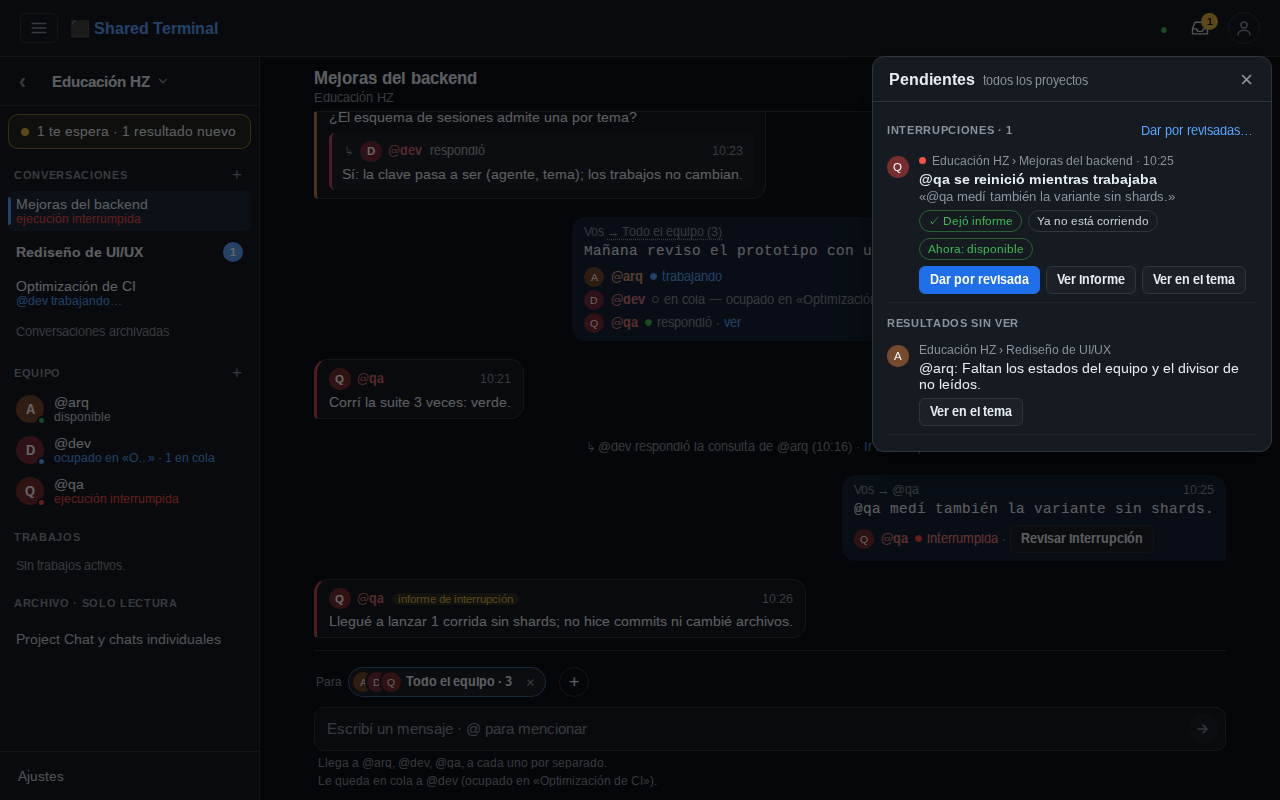 Shared Terminal
1
Educación HZ
1 te espera · 1 resultado nuevo
CONVERSACIONES
Mejoras del backend
ejecución interrumpida
Rediseño de UI/UX
1
Optimización de CI
@dev trabajando…
Conversaciones archivadas
EQUIPO
A
@arq
disponible
D
@dev
ocupado en «O…» · 1 en cola
Q
@qa
ejecución interrumpida
TRABAJOS
Sin trabajos activos.
ARCHIVO · SOLO LECTURA
Project Chat y chats individuales
Ajustes
Mejoras del backend
Educación HZ
¿El esquema de sesiones admite una por tema?
↳ D @dev respondió 10:23
Sí: la clave pasa a ser (agente, tema); los trabajos no cambian.
Vos → Todo el equipo (3)
Mañana reviso el prototipo con u
A @arq trabajando
D @dev en cola — ocupado en «Optimización
Q @qa respondió · ver
Q @qa 10:21
Corrí la suite 3 veces: verde.
↳ @dev respondió la consulta de @arq (10:16) · Ir
Vos → @qa 10:25
@qa medí también la variante sin shards.
Q @qa interrumpida · Revisar interrupción
Q @qa informe de interrupción 10:26
Llegué a lanzar 1 corrida sin shards; no hice commits ni cambié archivos.
Para A D Q Todo el equipo · 3 × +
Escribí un mensaje · @ para mencionar
Llega a @arq, @dev, @qa, a cada uno por separado.
Le queda en cola a @dev (ocupado en «Optimización de CI»).
Pendientes todos los proyectos ✕
INTERRUPCIONES · 1 Dar por revisadas…
Q
Educación HZ › Mejoras del backend · 10:25
@qa se reinició mientras trabajaba
«@qa medí también la variante sin shards.»
✓ Dejó informe Ya no está corriendo
Ahora: disponible
Dar por revisada Ver informe Ver en el tema
RESULTADOS SIN VER
A
Educación HZ › Rediseño de UI/UX
@arq: Faltan los estados del equipo y el divisor de
no leídos.
Ver en el tema